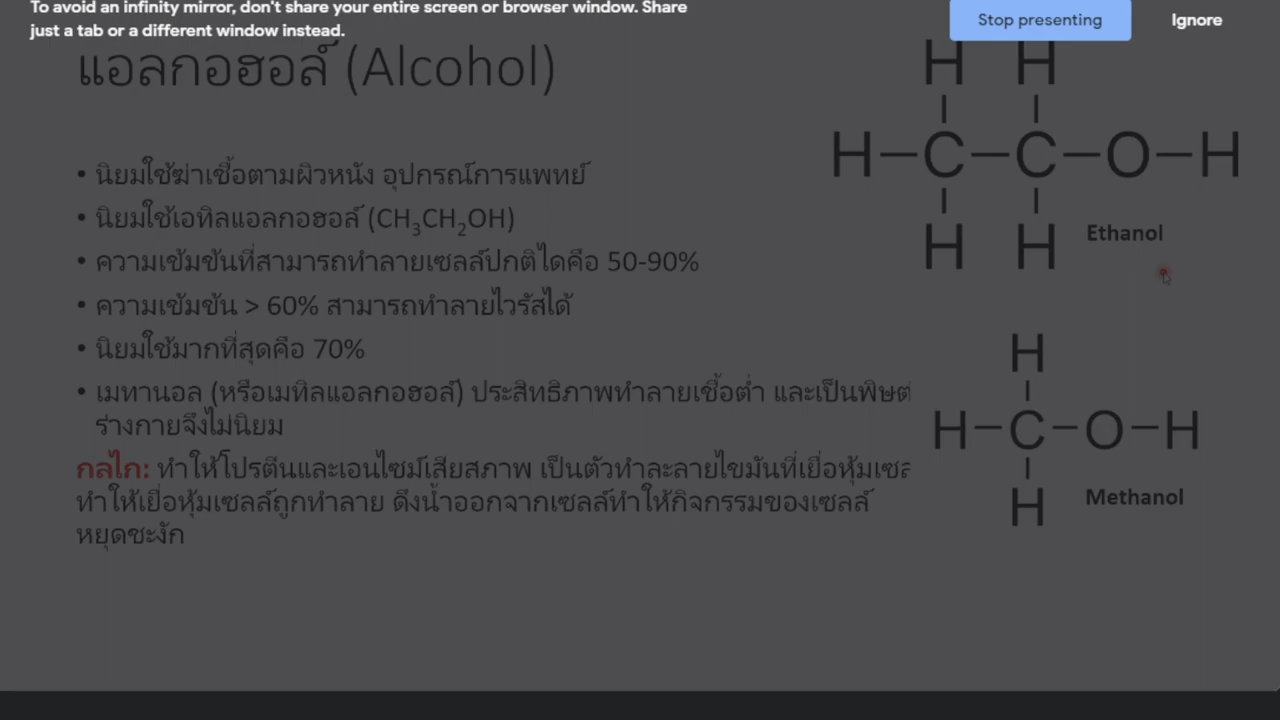 To avoid an infinity mirror, don't share your entire screen or browser window. Share
just a tab or a different window instead.
Stop presenting
Ignore
แอลกอฮอล์ (Alcohol)
• นิยมใช้ฆ่าเชื้อตามผิวหนัง อุปกรณ์การแพทย์
• นิยมใช้เอทิลแอลกอฮอล์ (CH₃CH₂OH)
• ความเข้มข้นที่สามารถทำลายเซลล์ปกติไดคือ 50-90%
• ความเข้มข้น > 60% สามารถทำลายไวรัสได้
• นิยมใช้มากที่สุดคือ 70%
• เมทานอล (หรือเมทิลแอลกอฮอล์) ประสิทธิภาพทำลายเชื้อต่ำ และเป็นพิษต
ร่างกายจึงไม่นิยม
กลไก: ทำให้โปรตีนและเอนไซม์เสียสภาพ เป็นตัวทำละลายไขมันที่เยื่อหุ้มเซล
ทำให้เยื่อหุ้มเซลล์ถูกทำลาย ดึงน้ำออกจากเซลล์ทำให้กิจกรรมของเซลล์
หยุดชะงัก
H H
H—C—C—O—H
H H
Ethanol
H
H—C—O—H
H
Methanol